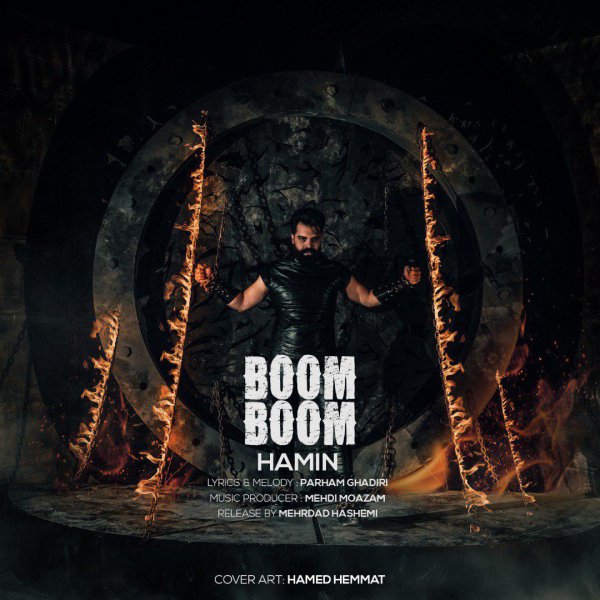 BOOM
BOOM
HAMIN
LYRICS & MELODY : PARHAM GHADIRI
MUSIC PRODUCER : MEHDI MOAZAM
RELEASE BY MEHRDAD HASHEMI
COVER ART: HAMED HEMMAT